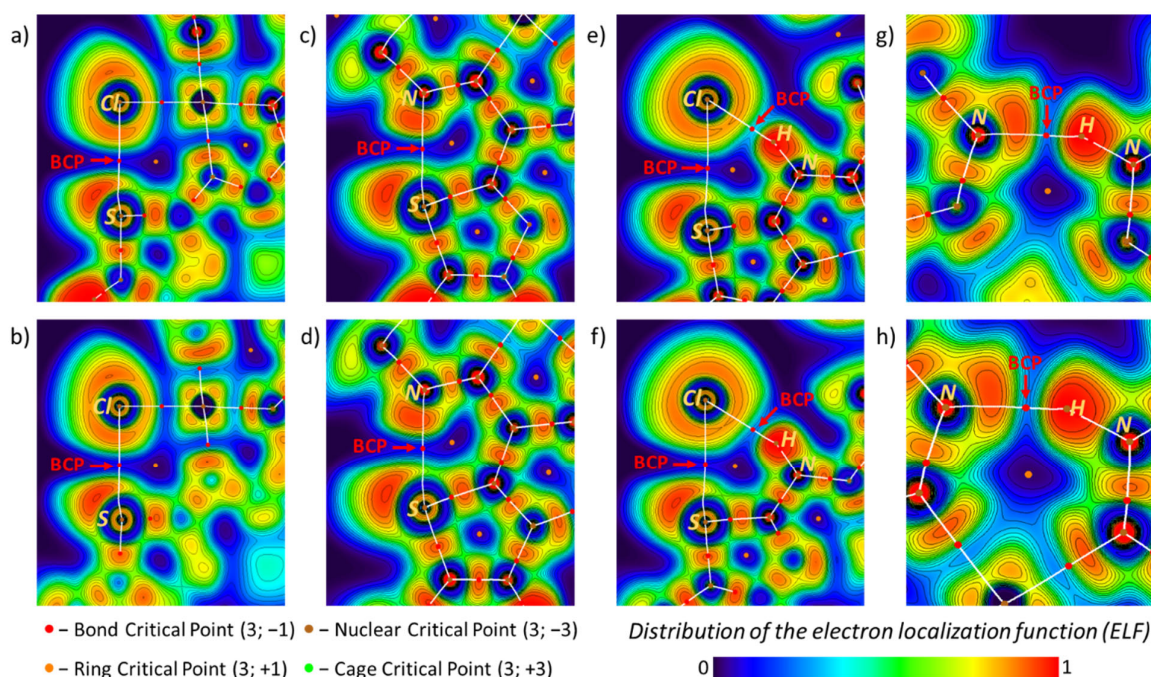 a)
Cl
BCP
S
c)
N
BCP
S
e)
Cl
BCP
H
BCP
N
S
g)
BCP
N
H
N
b)
Cl
BCP
S
d)
N
BCP
S
f)
Cl
BCP
H
BCP
N
S
h)
BCP
N
H
N
– Bond Critical Point (3; −1)
– Nuclear Critical Point (3; −3)
– Ring Critical Point (3; +1)
– Cage Critical Point (3; +3)
Distribution of the electron localization function (ELF)
0 1